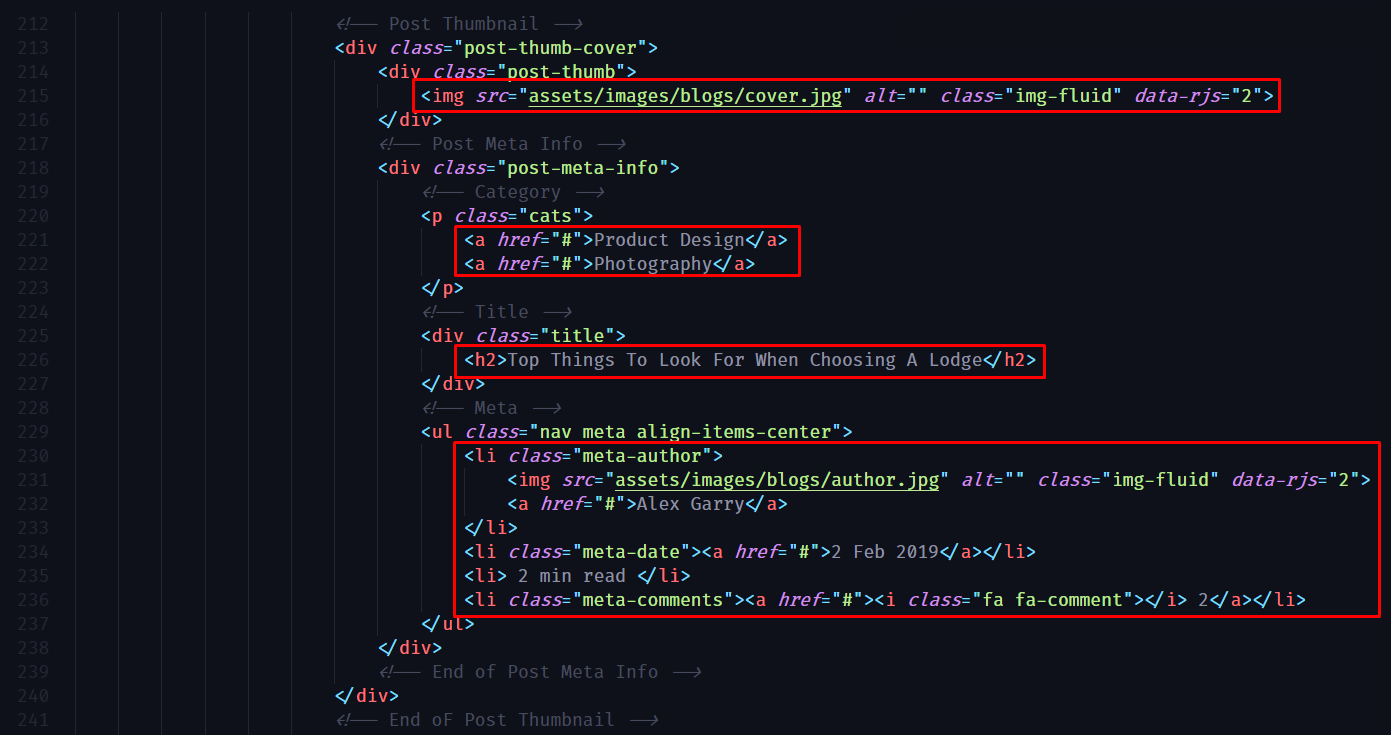 212 <!-- Post Thumbnail -->
213 <div class="post-thumb-cover">
214 <div class="post-thumb">
215 <img src="assets/images/blogs/cover.jpg" alt="" class="img-fluid" data-rjs="2">
216 </div>
217 <!-- Post Meta Info -->
218 <div class="post-meta-info">
219 <!-- Category -->
220 <p class="cats">
221 <a href="#">Product Design</a>
222 <a href="#">Photography</a>
223 </p>
224 <!-- Title -->
225 <div class="title">
226 <h2>Top Things To Look For When Choosing A Lodge</h2>
227 </div>
228 <!-- Meta -->
229 <ul class="nav meta align-items-center">
230 <li class="meta-author">
231 <img src="assets/images/blogs/author.jpg" alt="" class="img-fluid" data-rjs="2">
232 <a href="#">Alex Garry</a>
233 </li>
234 <li class="meta-date"><a href="#">2 Feb 2019</a></li>
235 <li> 2 min read </li>
236 <li class="meta-comments"><a href="#"><i class="fa fa-comment"></i> 2</a></li>
237 </ul>
238 </div>
239 <!-- End of Post Meta Info -->
240 </div>
241 <!-- End oF Post Thumbnail -->